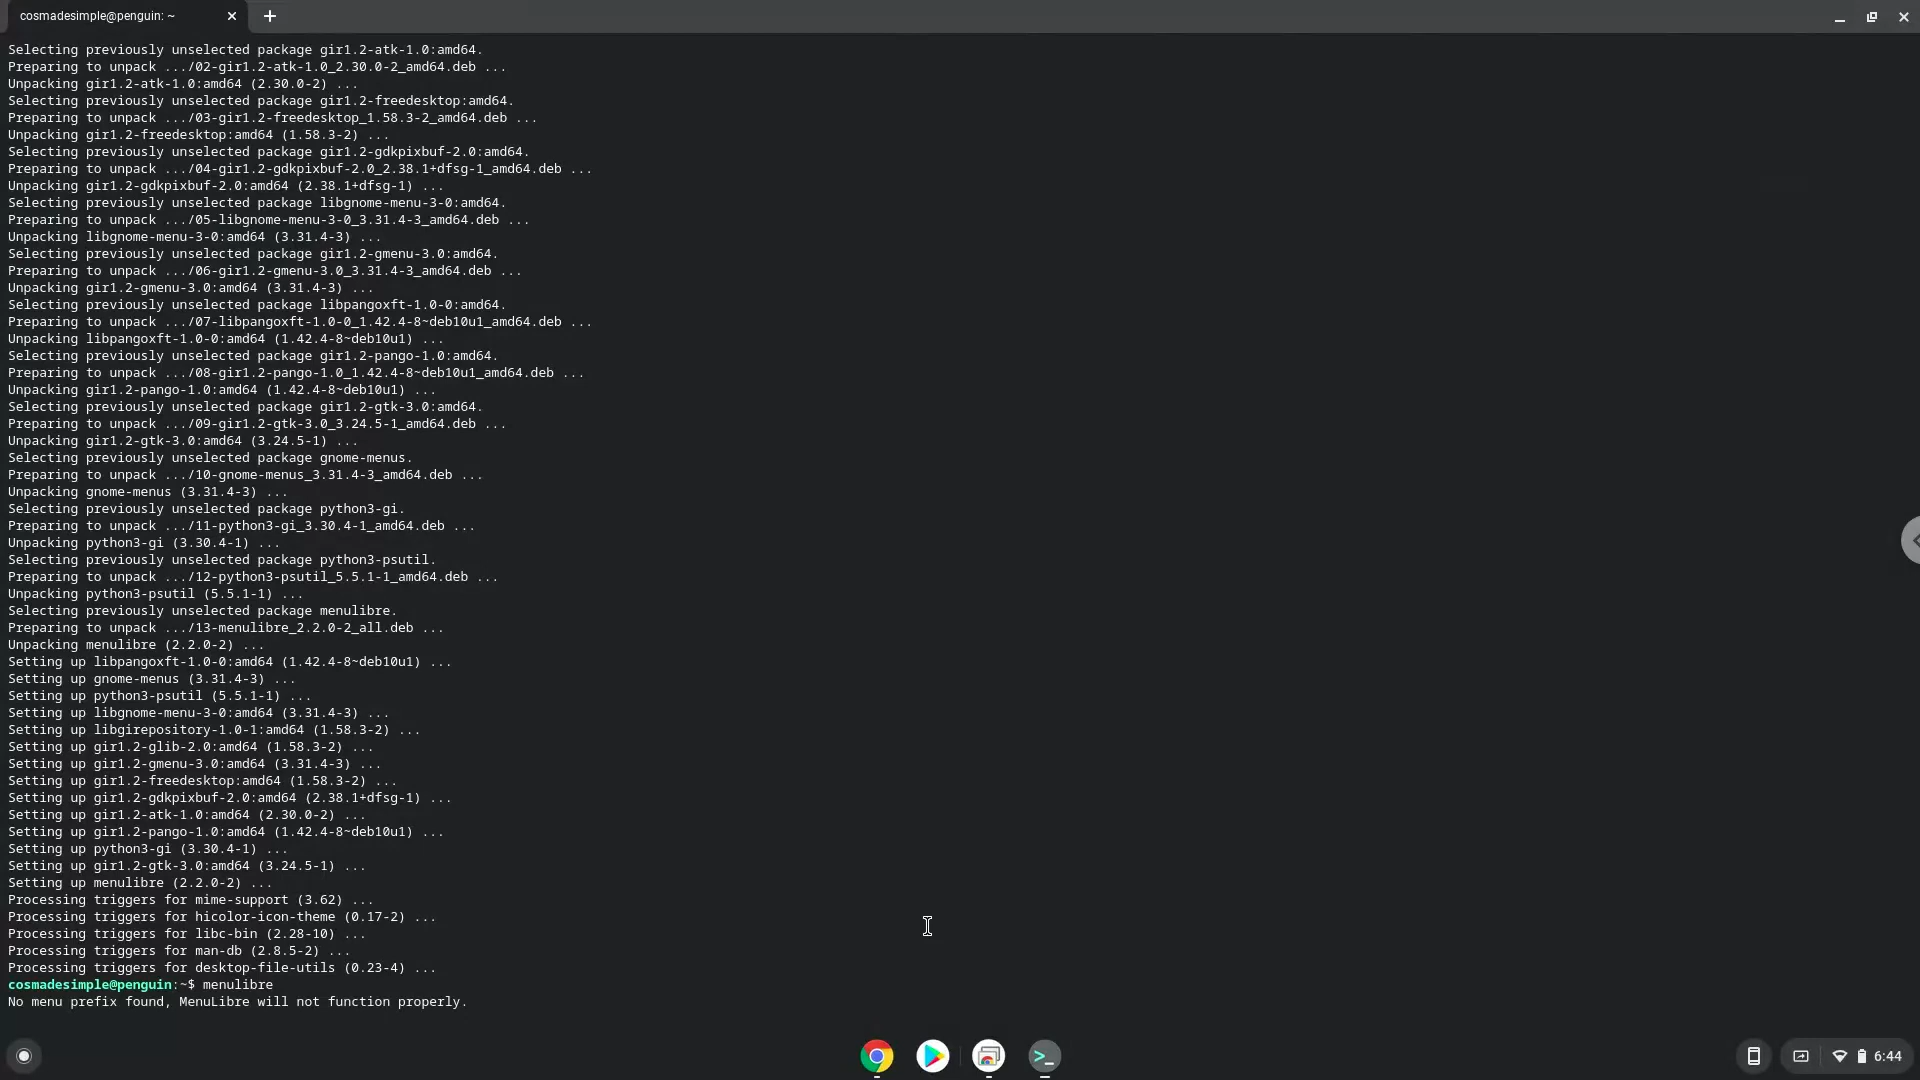 cosmadesimple@penguin: ~
Selecting previously unselected package gir1.2-atk-1.0:amd64.
Preparing to unpack .../02-gir1.2-atk-1.0_2.30.0-2_amd64.deb ...
Unpacking gir1.2-atk-1.0:amd64 (2.30.0-2) ...
Selecting previously unselected package gir1.2-freedesktop:amd64.
Preparing to unpack .../03-gir1.2-freedesktop_1.58.3-2_amd64.deb ...
Unpacking gir1.2-freedesktop:amd64 (1.58.3-2) ...
Selecting previously unselected package gir1.2-gdkpixbuf-2.0:amd64.
Preparing to unpack .../04-gir1.2-gdkpixbuf-2.0_2.38.1+dfsg-1_amd64.deb ...
Unpacking gir1.2-gdkpixbuf-2.0:amd64 (2.38.1+dfsg-1) ...
Selecting previously unselected package libgnome-menu-3-0:amd64.
Preparing to unpack .../05-libgnome-menu-3-0_3.31.4-3_amd64.deb ...
Unpacking libgnome-menu-3-0:amd64 (3.31.4-3) ...
Selecting previously unselected package gir1.2-gmenu-3.0:amd64.
Preparing to unpack .../06-gir1.2-gmenu-3.0_3.31.4-3_amd64.deb ...
Unpacking gir1.2-gmenu-3.0:amd64 (3.31.4-3) ...
Selecting previously unselected package libpangoxft-1.0-0:amd64.
Preparing to unpack .../07-libpangoxft-1.0-0_1.42.4-8~deb10u1_amd64.deb ...
Unpacking libpangoxft-1.0-0:amd64 (1.42.4-8~deb10u1) ...
Selecting previously unselected package gir1.2-pango-1.0:amd64.
Preparing to unpack .../08-gir1.2-pango-1.0_1.42.4-8~deb10u1_amd64.deb ...
Unpacking gir1.2-pango-1.0:amd64 (1.42.4-8~deb10u1) ...
Selecting previously unselected package gir1.2-gtk-3.0:amd64.
Preparing to unpack .../09-gir1.2-gtk-3.0_3.24.5-1_amd64.deb ...
Unpacking gir1.2-gtk-3.0:amd64 (3.24.5-1) ...
Selecting previously unselected package gnome-menus.
Preparing to unpack .../10-gnome-menus_3.31.4-3_amd64.deb ...
Unpacking gnome-menus (3.31.4-3) ...
Selecting previously unselected package python3-gi.
Preparing to unpack .../11-python3-gi_3.30.4-1_amd64.deb ...
Unpacking python3-gi (3.30.4-1) ...
Selecting previously unselected package python3-psutil.
Preparing to unpack .../12-python3-psutil_5.5.1-1_amd64.deb ...
Unpacking python3-psutil (5.5.1-1) ...
Selecting previously unselected package menulibre.
Preparing to unpack .../13-menulibre_2.2.0-2_all.deb ...
Unpacking menulibre (2.2.0-2) ...
Setting up libpangoxft-1.0-0:amd64 (1.42.4-8~deb10u1) ...
Setting up gnome-menus (3.31.4-3) ...
Setting up python3-psutil (5.5.1-1) ...
Setting up libgnome-menu-3-0:amd64 (3.31.4-3) ...
Setting up libgirepository-1.0-1:amd64 (1.58.3-2) ...
Setting up gir1.2-glib-2.0:amd64 (1.58.3-2) ...
Setting up gir1.2-gmenu-3.0:amd64 (3.31.4-3) ...
Setting up gir1.2-freedesktop:amd64 (1.58.3-2) ...
Setting up gir1.2-gdkpixbuf-2.0:amd64 (2.38.1+dfsg-1) ...
Setting up gir1.2-atk-1.0:amd64 (2.30.0-2) ...
Setting up gir1.2-pango-1.0:amd64 (1.42.4-8~deb10u1) ...
Setting up python3-gi (3.30.4-1) ...
Setting up gir1.2-gtk-3.0:amd64 (3.24.5-1) ...
Setting up menulibre (2.2.0-2) ...
Processing triggers for mime-support (3.62) ...
Processing triggers for hicolor-icon-theme (0.17-2) ...
Processing triggers for libc-bin (2.28-10) ...
Processing triggers for man-db (2.8.5-2) ...
Processing triggers for desktop-file-utils (0.23-4) ...
cosmadesimple@penguin:~$ menulibre
No menu prefix found, MenuLibre will not function properly.
6:44